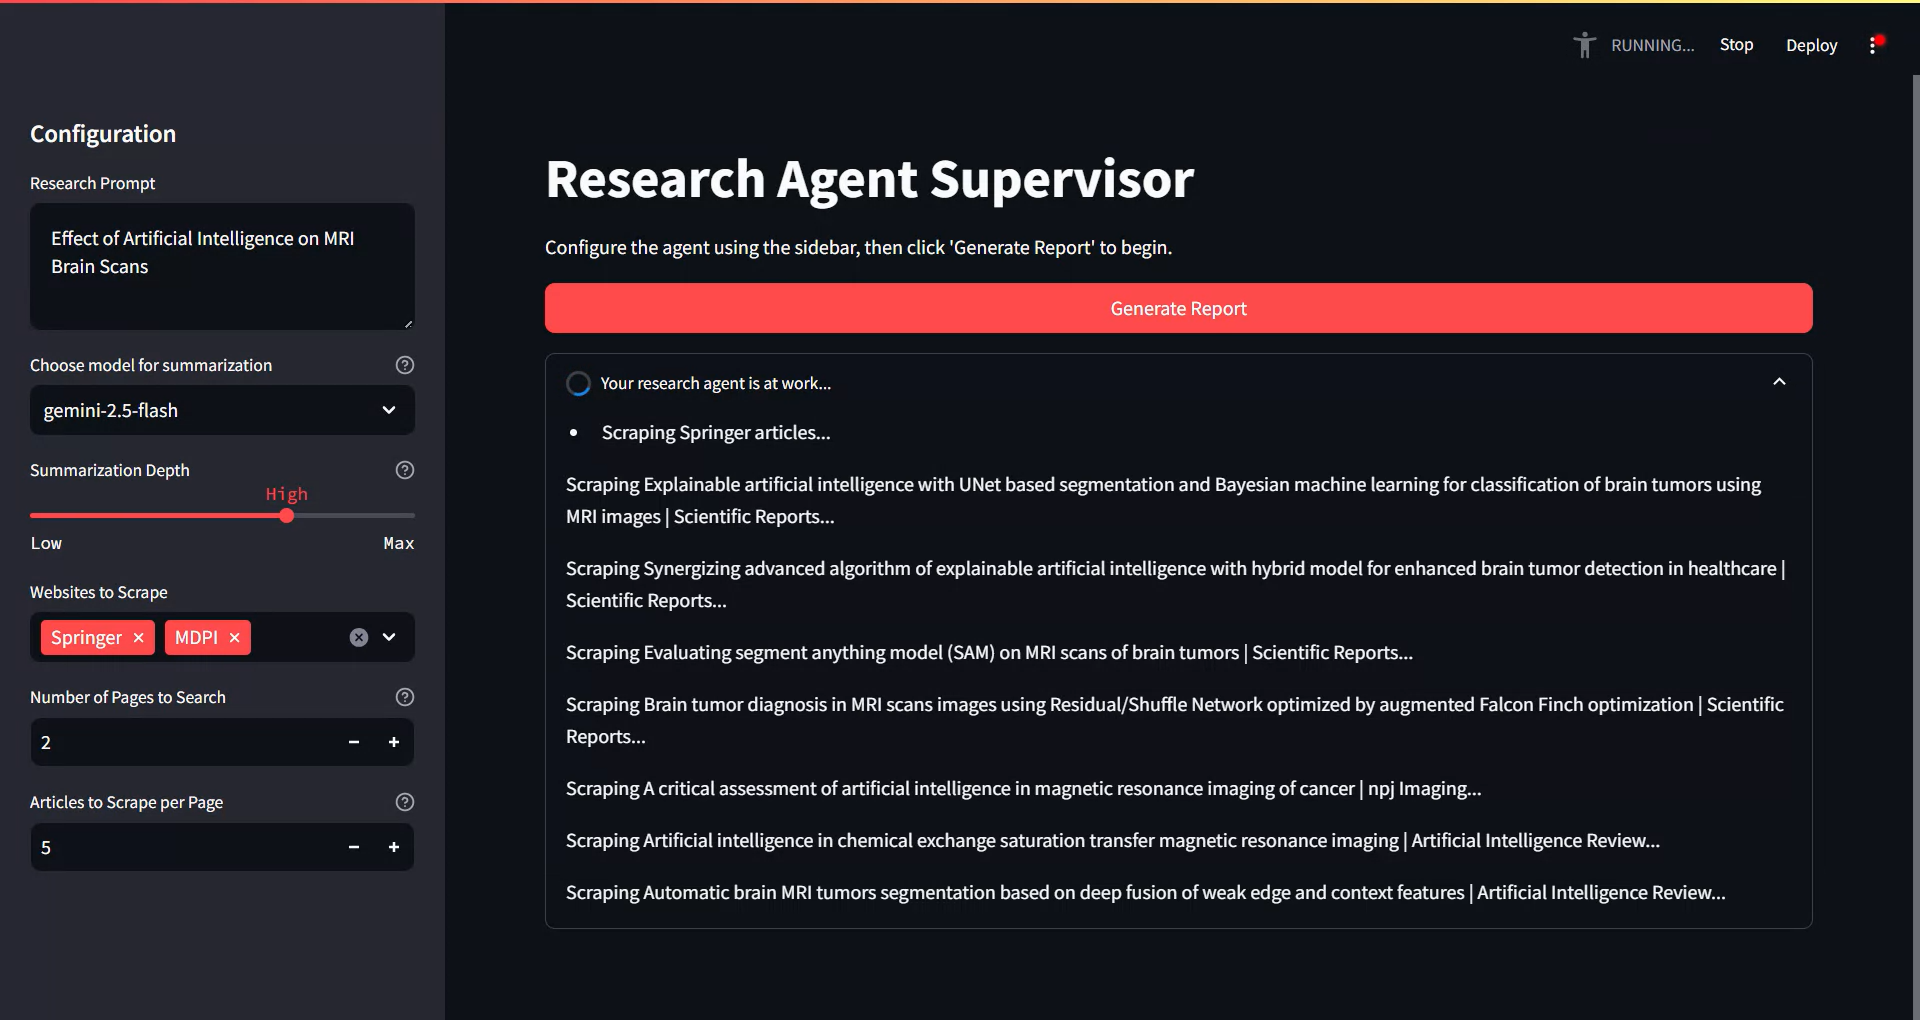 RUNNING...
Stop
Deploy
Configuration
Research Prompt
Effect of Artificial Intelligence on MRI
Brain Scans
Choose model for summarization
gemini-2.5-flash
Summarization Depth
High
Low
Max
Websites to Scrape
Springer
MDPI
Number of Pages to Search
2
Articles to Scrape per Page
5
Research Agent Supervisor
Configure the agent using the sidebar, then click 'Generate Report' to begin.
Generate Report
Your research agent is at work...
• Scraping Springer articles...
Scraping Explainable artificial intelligence with UNet based segmentation and Bayesian machine learning for classification of brain tumors using
MRI images | Scientific Reports...
Scraping Synergizing advanced algorithm of explainable artificial intelligence with hybrid model for enhanced brain tumor detection in healthcare |
Scientific Reports...
Scraping Evaluating segment anything model (SAM) on MRI scans of brain tumors | Scientific Reports...
Scraping Brain tumor diagnosis in MRI scans images using Residual/Shuffle Network optimized by augmented Falcon Finch optimization | Scientific
Reports...
Scraping A critical assessment of artificial intelligence in magnetic resonance imaging of cancer | npj Imaging...
Scraping Artificial intelligence in chemical exchange saturation transfer magnetic resonance imaging | Artificial Intelligence Review...
Scraping Automatic brain MRI tumors segmentation based on deep fusion of weak edge and context features | Artificial Intelligence Review...